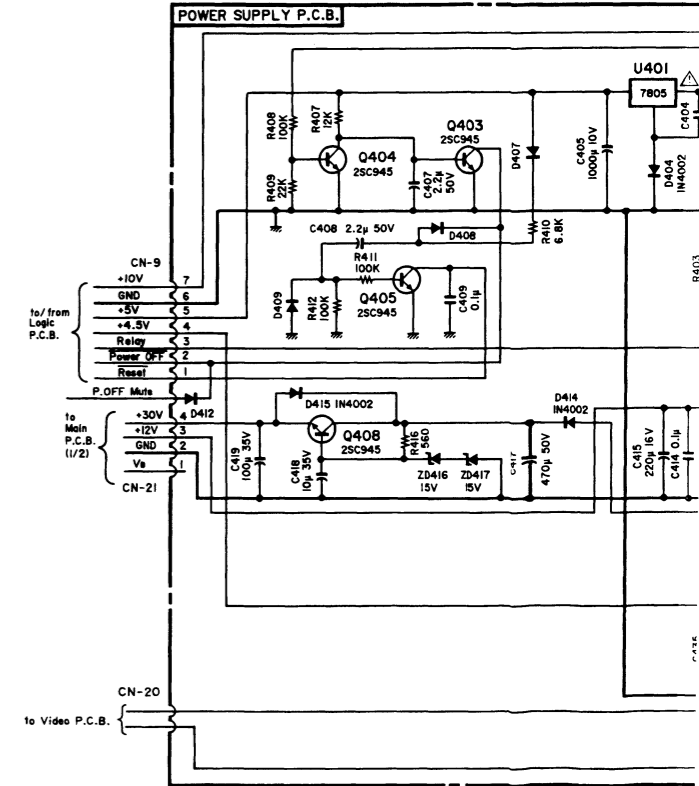 POWER SUPPLY P.C.B.
U401
7805
C404
R408
100K
R407
12K
Q403
2SC945
Q404
2SC945
R409
22K
C407
2.2µ
50V
D407
C405
1000µ 10V
D404
IN4002
C408 2.2µ 50V
D408
R410
6.8K
R411
100K
Q405
2SC945
D409
R412
100K
C409
0.1µ
R403
CN-9
to/from
Logic
P.C.B.
+10V 7
GND 6
+5V 5
+4.5V 4
Relay 3
Power OFF 2
Reset 1
P.OFF Mute
D412
to
Main
P.C.B.
(1/2)
+30V 4
+12V 3
GND 2
Vs 1
CN-21
D415 IN4002
Q408
2SC945
C419
100µ 35V
C418
10µ 35V
R416
560
ZD416
15V
ZD417
15V
C417
470µ 50V
D414
IN4002
C415
220µ 16V
C414 0.1µ
CN-20
to Video P.C.B.